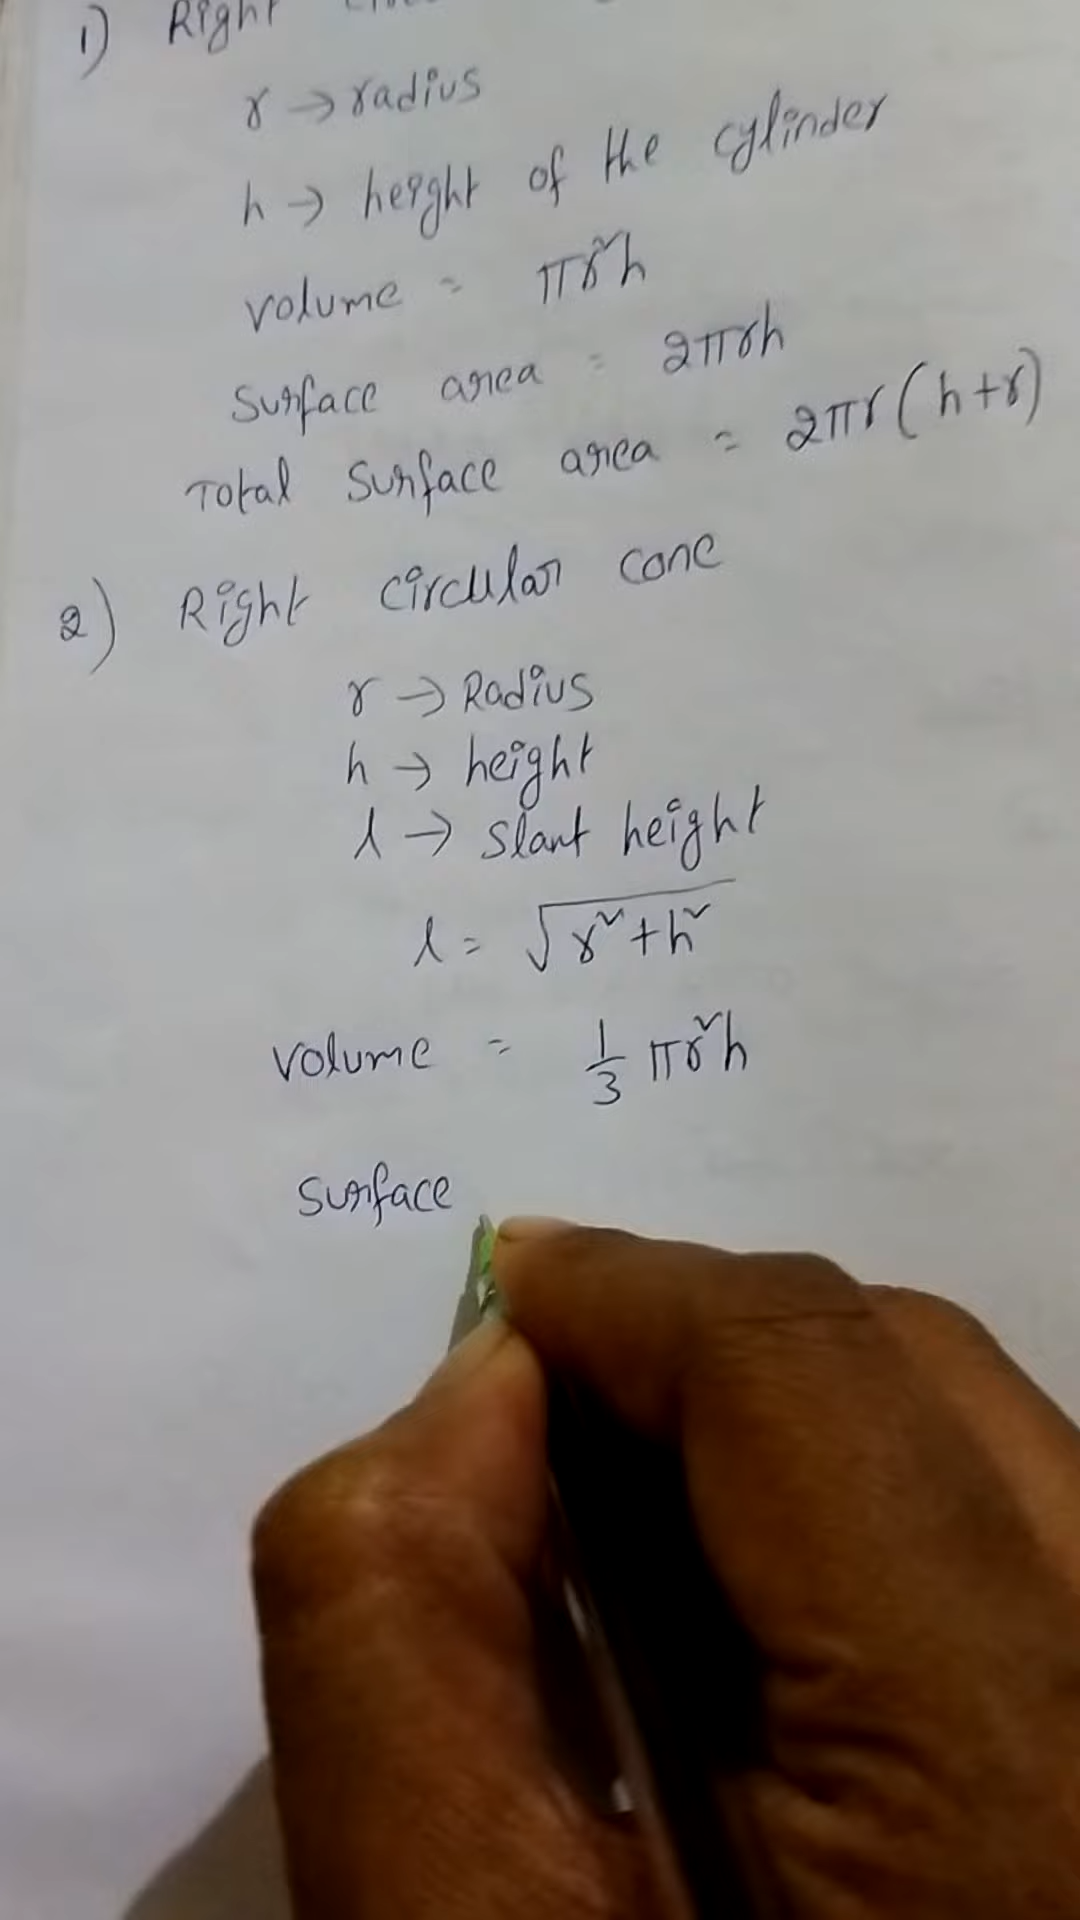 1) Right
r → radius
h → height of the cylinder
volume = πr²h
Surface area = 2πrh
Total Surface area = 2πr(h+r)
2) Right circular cone
r → Radius
h → height
l → Slant height
l = √r²+h²
volume = 1/3 πr²h
Surface